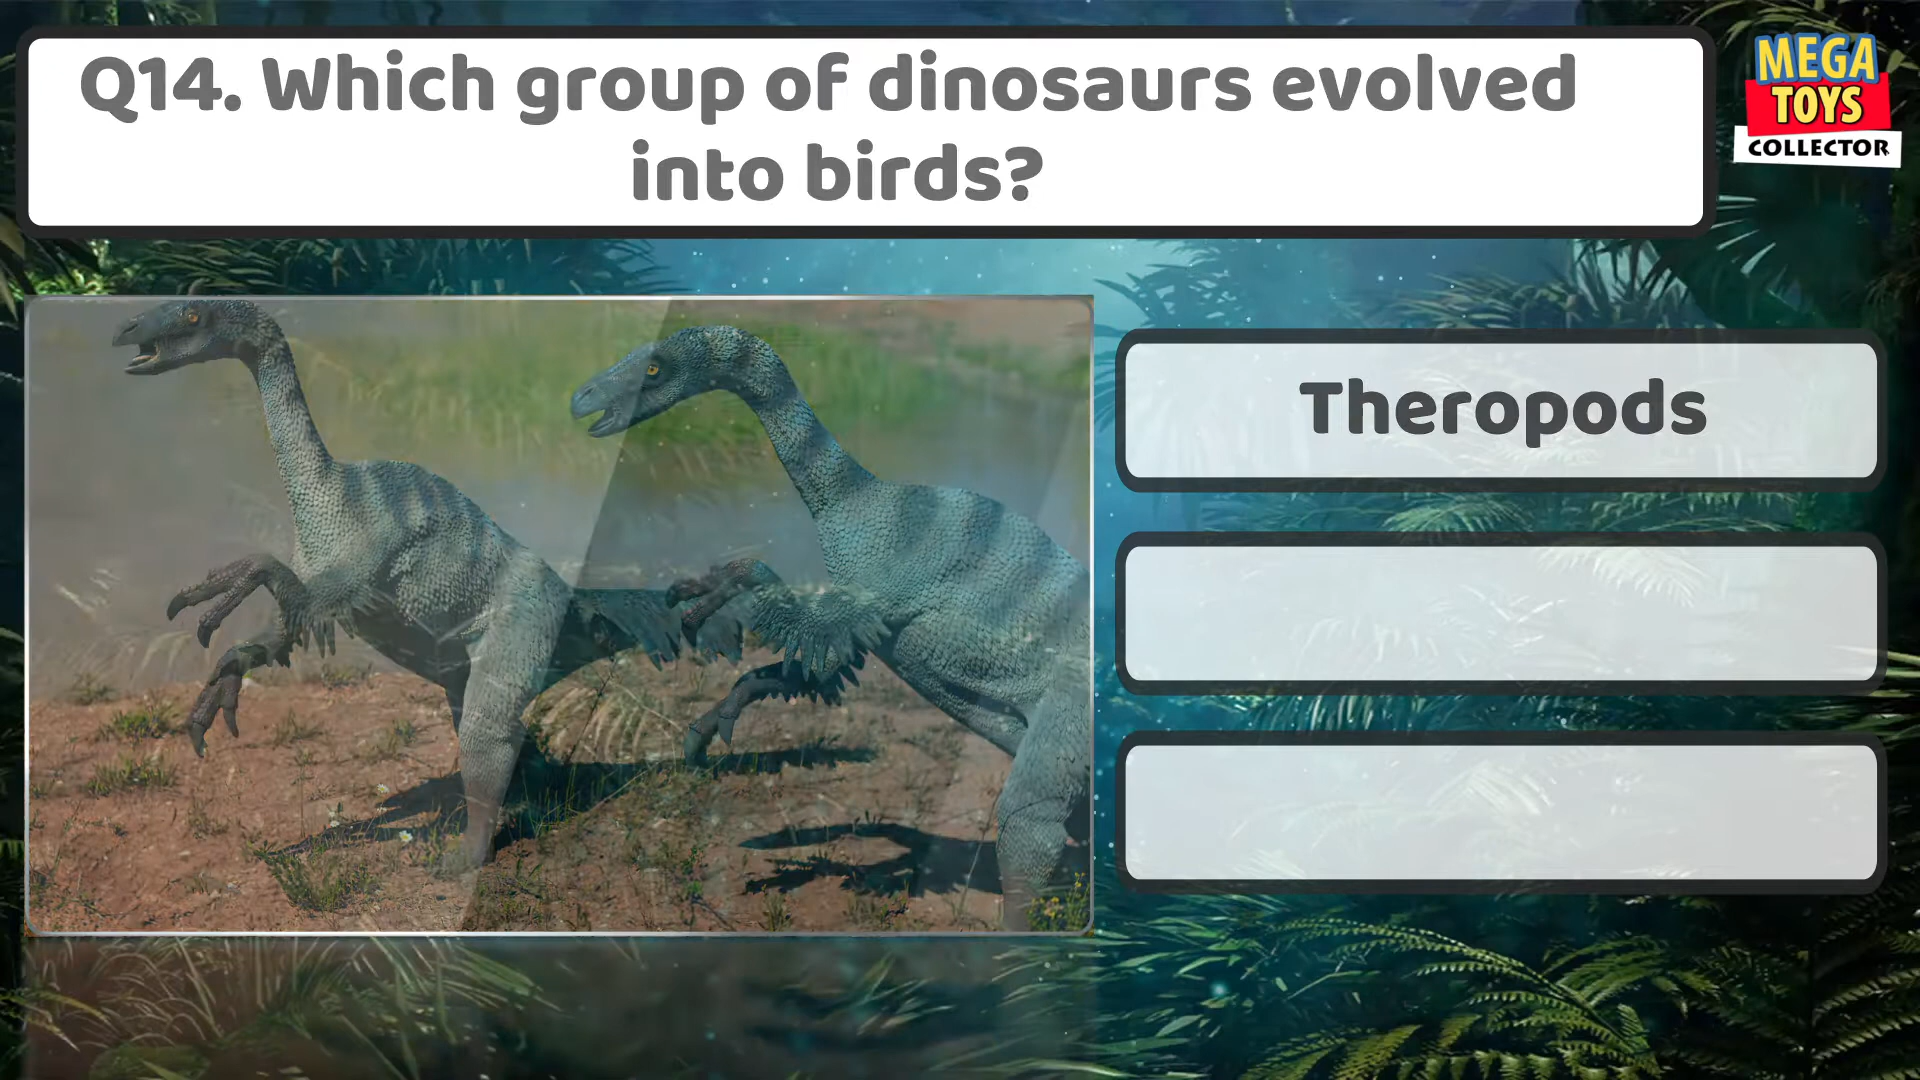 Q14. Which group of dinosaurs evolved
into birds?
MEGA
TOYS
COLLECTOR
Theropods